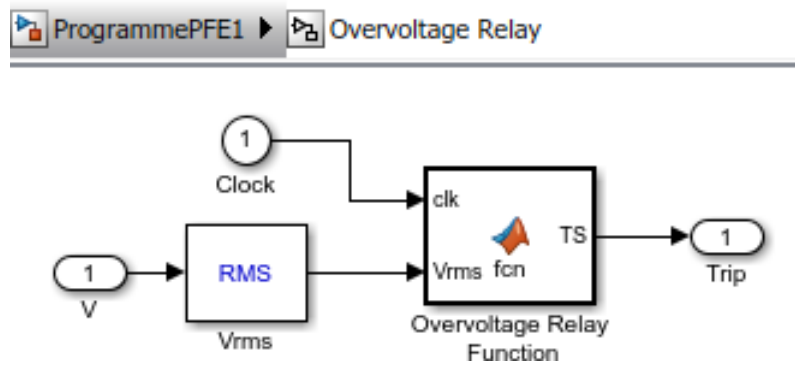 ProgrammePFE1 Overvoltage Relay
1
Clock
clk
TS
1
Trip
1
V
RMS
Vrms
Vrms fcn
Overvoltage Relay
Function